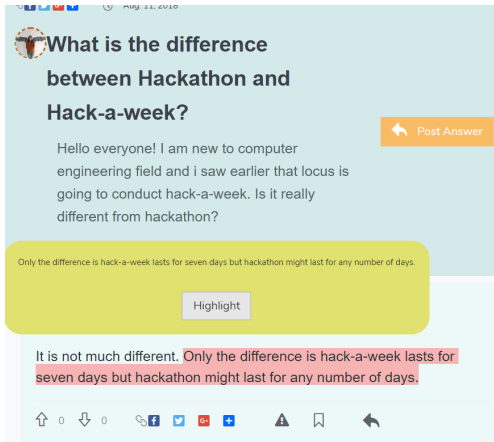 Aug. 11, 2018
What is the difference
between Hackathon and
Hack-a-week?
Post Answer
Hello everyone! I am new to computer
engineering field and i saw earlier that locus is
going to conduct hack-a-week. Is it really
different from hackathon?
Only the difference is hack-a-week lasts for seven days but hackathon might last for any number of days.
Highlight
It is not much different. Only the difference is hack-a-week lasts for
seven days but hackathon might last for any number of days.
0 0